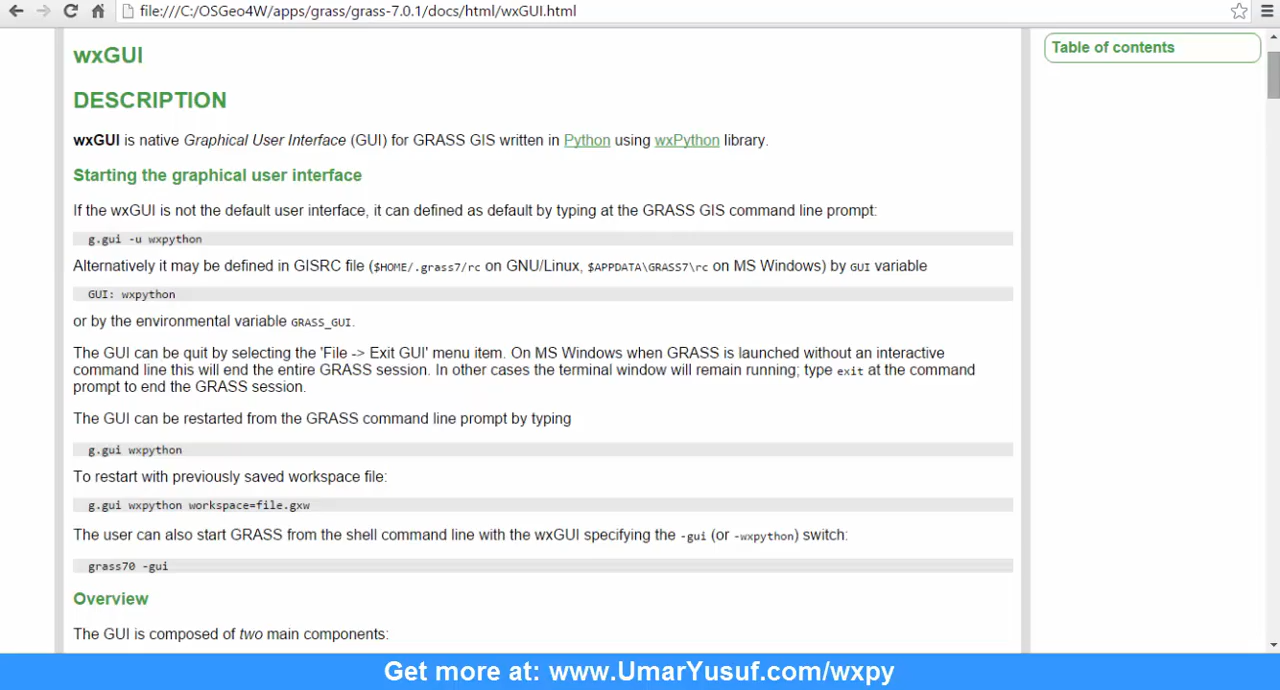 file:///C:/OSGeo4W/apps/grass/grass-7.0.1/docs/html/wxGUI.html
Table of contents
wxGUI
DESCRIPTION
wxGUI is native Graphical User Interface (GUI) for GRASS GIS written in Python using wxPython library.
Starting the graphical user interface
If the wxGUI is not the default user interface, it can defined as default by typing at the GRASS GIS command line prompt:
g.gui -u wxpython
Alternatively it may be defined in GISRC file ($HOME/.grass7/rc on GNU/Linux, $APPDATA\GRASS7\rc on MS Windows) by GUI variable
GUI: wxpython
or by the environmental variable GRASS_GUI.
The GUI can be quit by selecting the 'File -> Exit GUI' menu item. On MS Windows when GRASS is launched without an interactive
command line this will end the entire GRASS session. In other cases the terminal window will remain running; type exit at the command
prompt to end the GRASS session.
The GUI can be restarted from the GRASS command line prompt by typing
g.gui wxpython
To restart with previously saved workspace file:
g.gui wxpython workspace=file.gxw
The user can also start GRASS from the shell command line with the wxGUI specifying the -gui (or -wxpython) switch:
grass70 -gui
Overview
The GUI is composed of two main components:
Get more at: www.UmarYusuf.com/wxpy